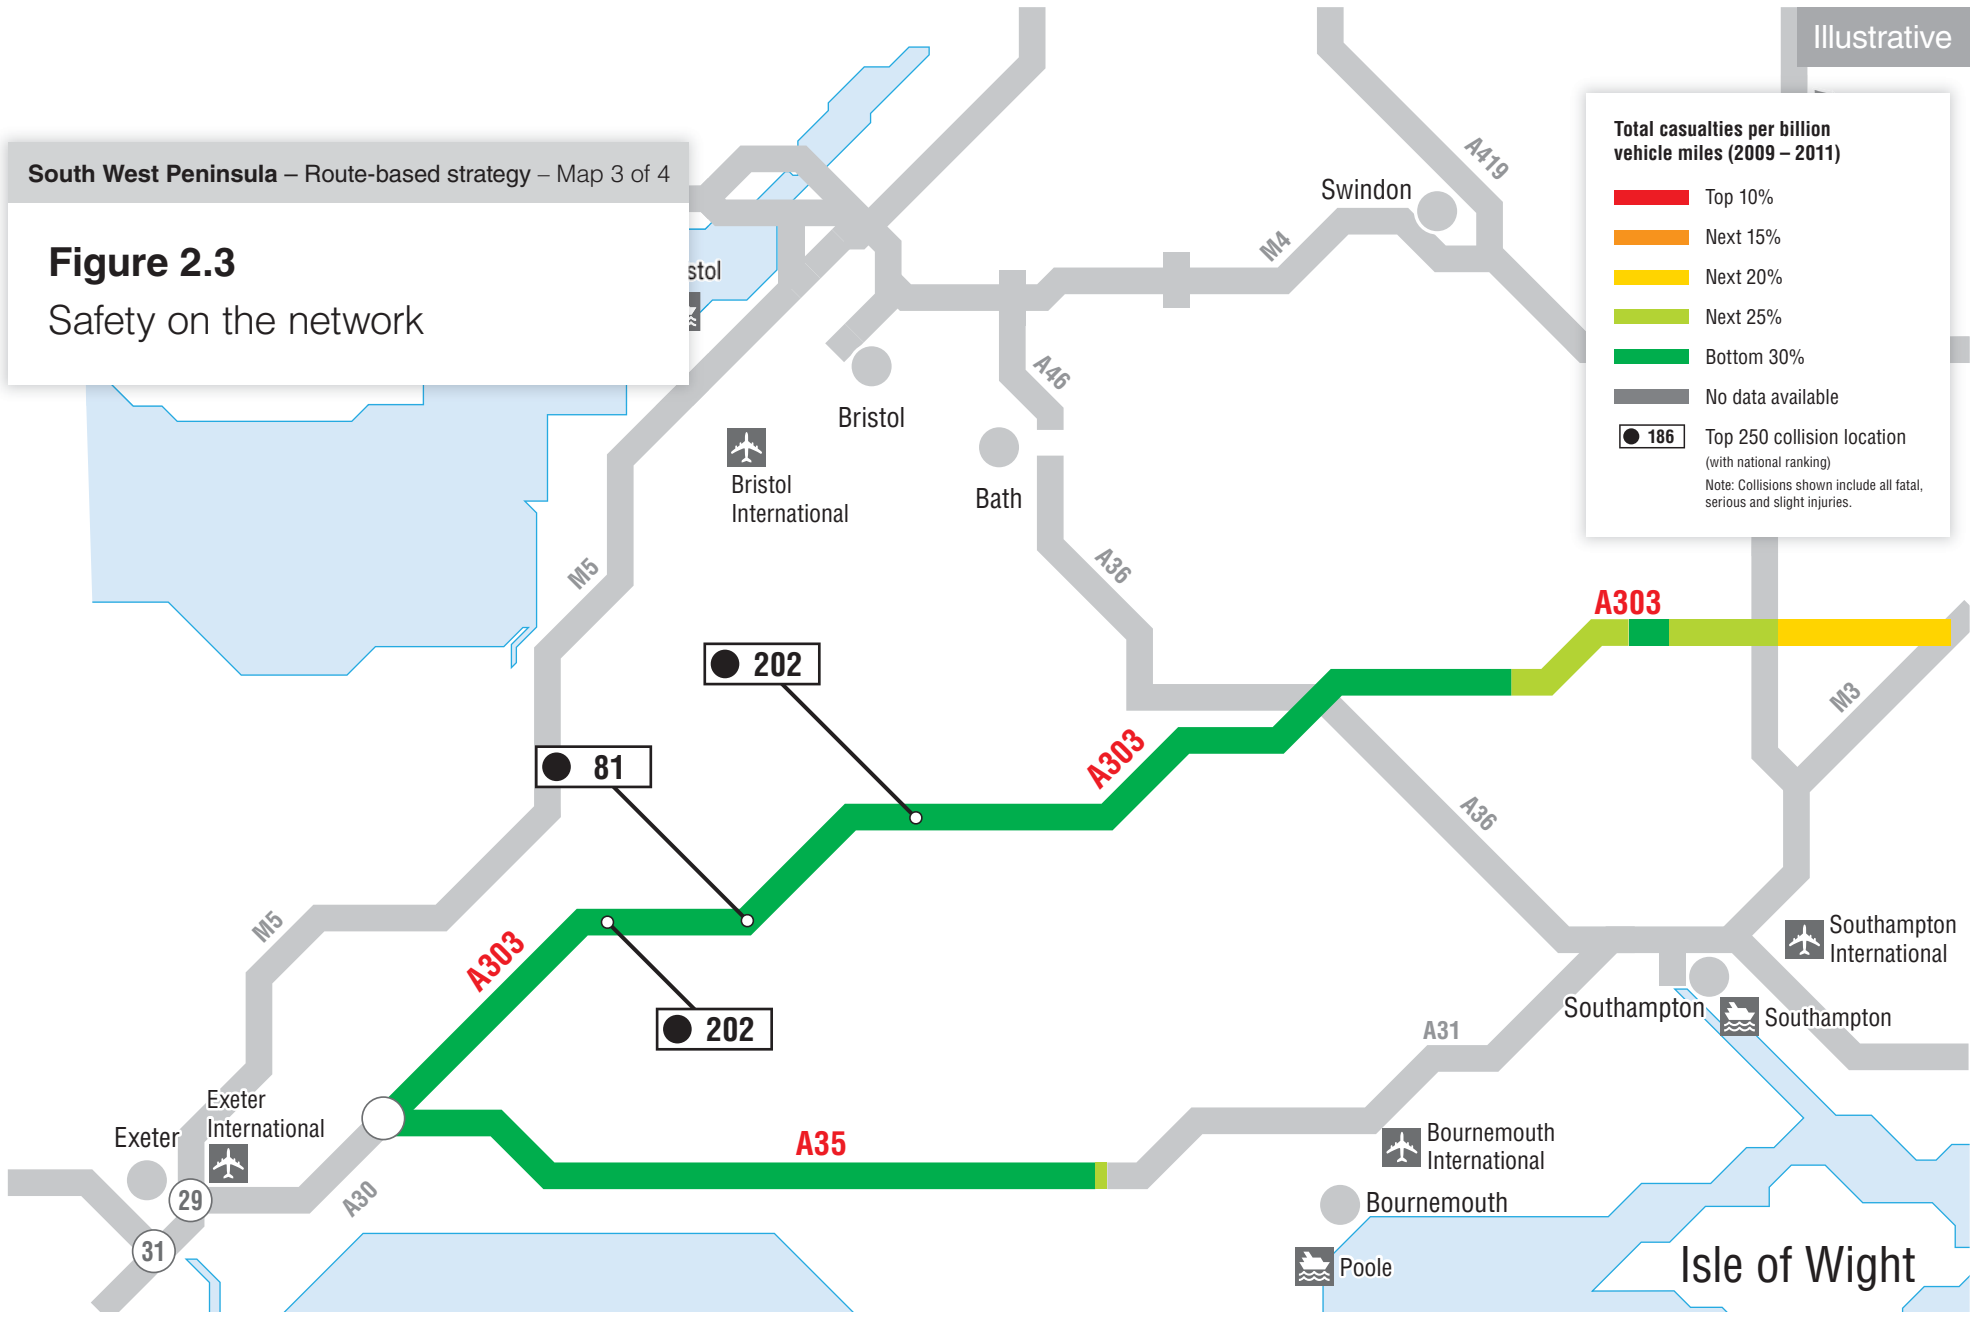 Illustrative
South West Peninsula – Route-based strategy – Map 3 of 4
Figure 2.3
Safety on the network
Total casualties per billion
vehicle miles (2009 – 2011)
Top 10%
Next 15%
Next 20%
Next 25%
Bottom 30%
No data available
186
Top 250 collision location
(with national ranking)
Note: Collisions shown include all fatal,
serious and slight injuries.
A419
Swindon
M4
stol
A46
Bristol
Bristol
International
Bath
M5
A36
A303
202
M3
81
A303
A36
M5
A303
202
Southampton
International
Southampton
Southampton
A31
Exeter
International
Exeter
A35
Bournemouth
International
29
A30
Bournemouth
31
Poole
Isle of Wight